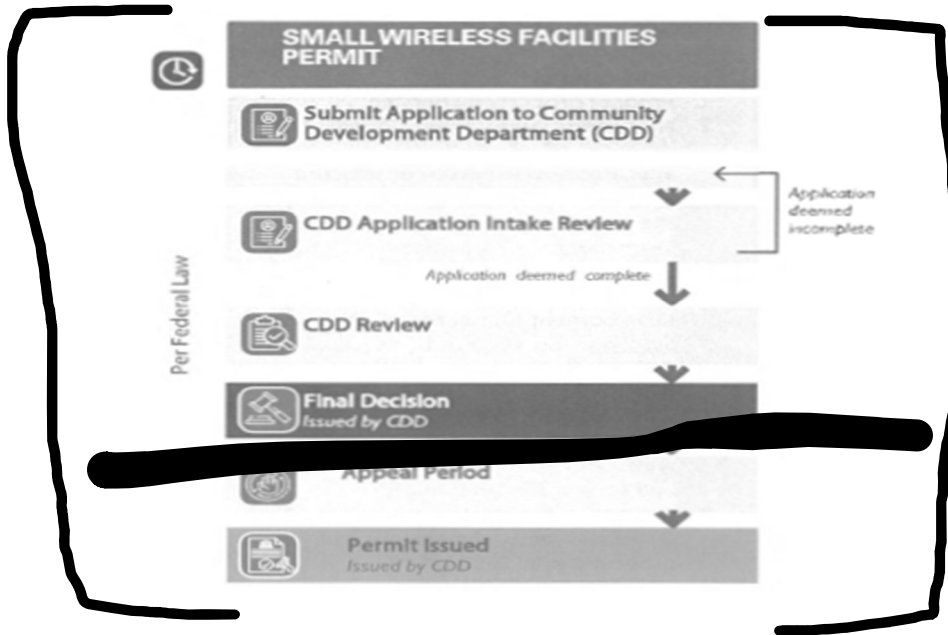 SMALL WIRELESS FACILITIES
PERMIT
Submit Application to Community
Development Department (CDD)
Application
deemed
incomplete
CDD Application Intake Review
Application deemed complete
Per Federal Law
CDD Review
Final Decision
Issued by CDD
Appeal Period
Permit Issued
Issued by CDD